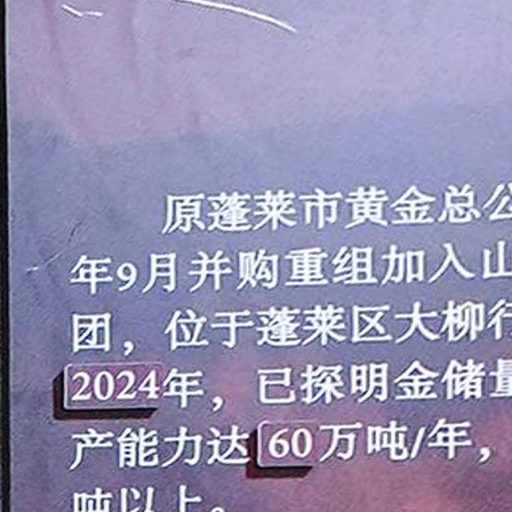 原蓬莱市黄金总公
年9月并购重组加入山
团，位于蓬莱区大柳行
2024年，已探明金储量
产能力达60万吨/年，
吨以上。